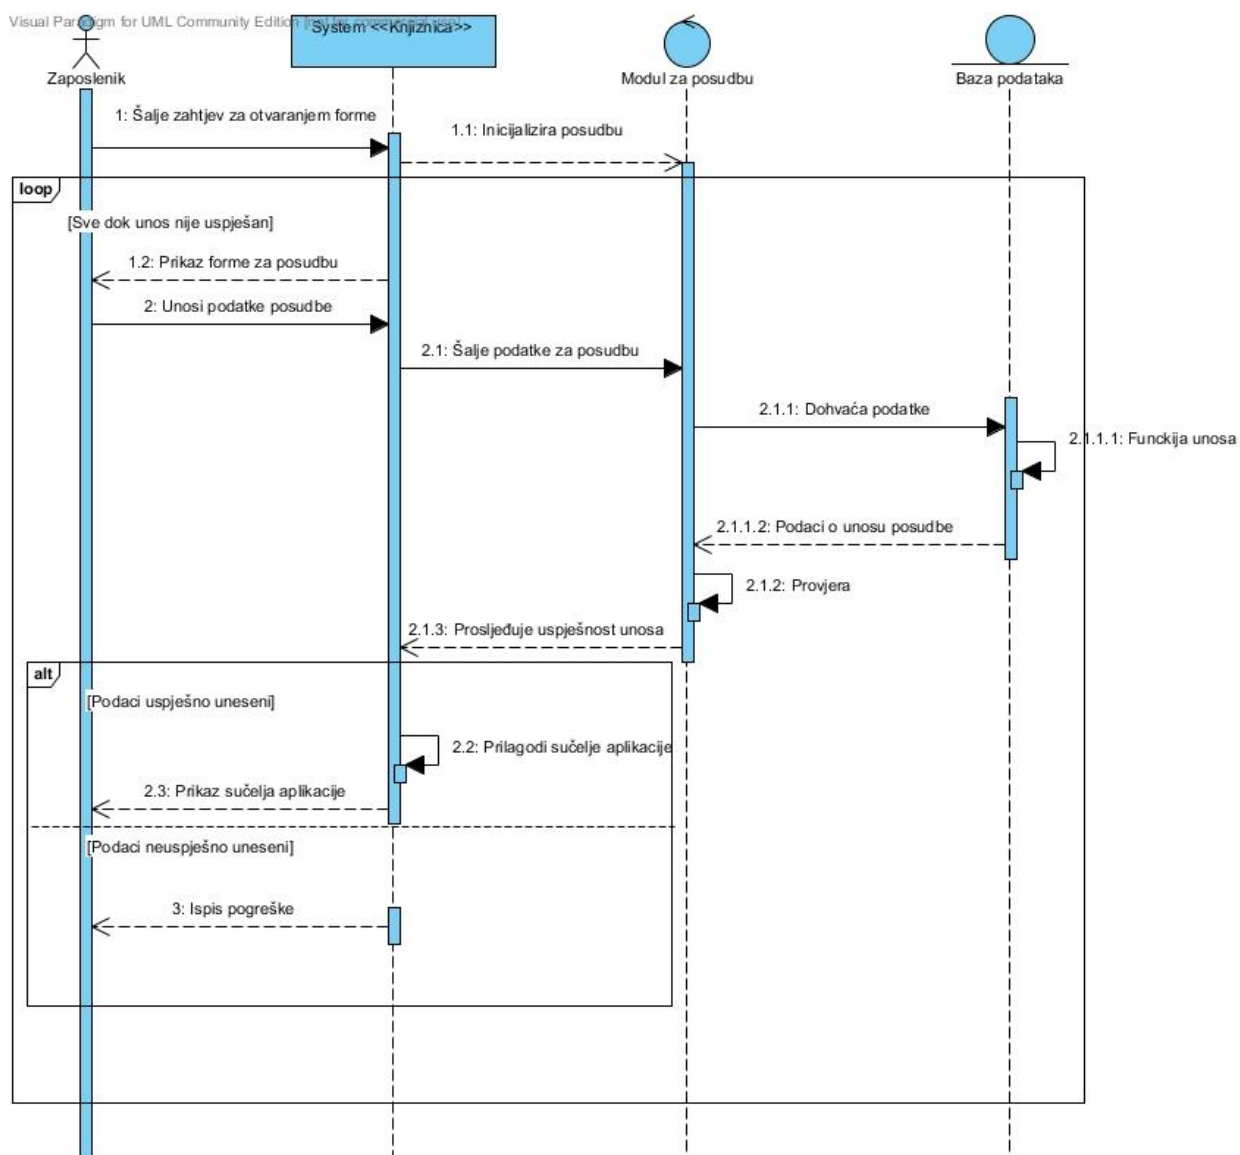 Visual Paradigm for UML Community Edition [not for commercial use]
System <<Knjiznica>>
Zaposlenik
Modul za posudbu
Baza podataka
1: Šalje zahtjev za otvaranjem forme
1.1: Inicijalizira posudbu
loop
[Sve dok unos nije uspješan]
1.2: Prikaz forme za posudbu
2: Unosi podatke posudbe
2.1: Šalje podatke za posudbu
2.1.1: Dohvaća podatke
2.1.1.1: Funckija unosa
2.1.1.2: Podaci o unosu posudbe
2.1.2: Provjera
2.1.3: Prosljeđuje uspješnost unosa
alt
[Podaci uspješno uneseni]
2.2: Prilagodi sučelje aplikacije
2.3: Prikaz sučelja aplikacije
[Podaci neuspješno uneseni]
3: Ispis pogreške